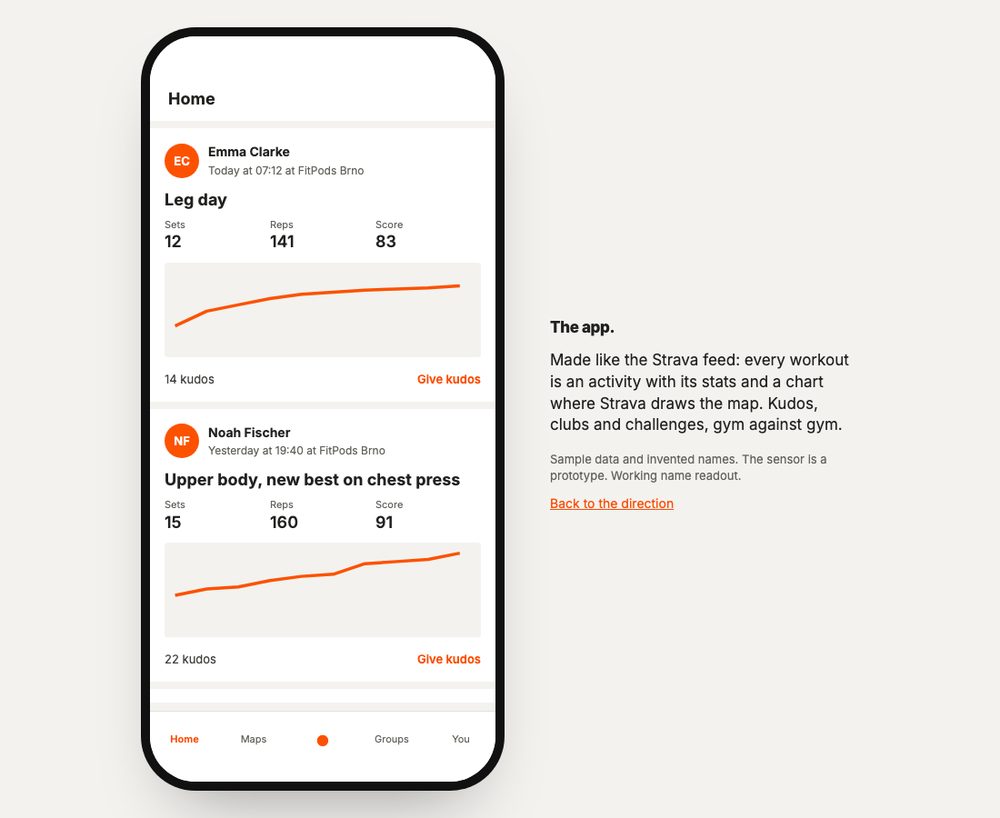 Home
EC
Emma Clarke
Today at 07:12 at FitPods Brno
Leg day
Sets Reps Score
12 141 83
14 kudos Give kudos
NF
Noah Fischer
Yesterday at 19:40 at FitPods Brno
Upper body, new best on chest press
Sets Reps Score
15 160 91
22 kudos Give kudos
Home Maps Groups You
The app.
Made like the Strava feed: every workout
is an activity with its stats and a chart
where Strava draws the map. Kudos,
clubs and challenges, gym against gym.
Sample data and invented names. The sensor is a
prototype. Working name readout.
Back to the direction